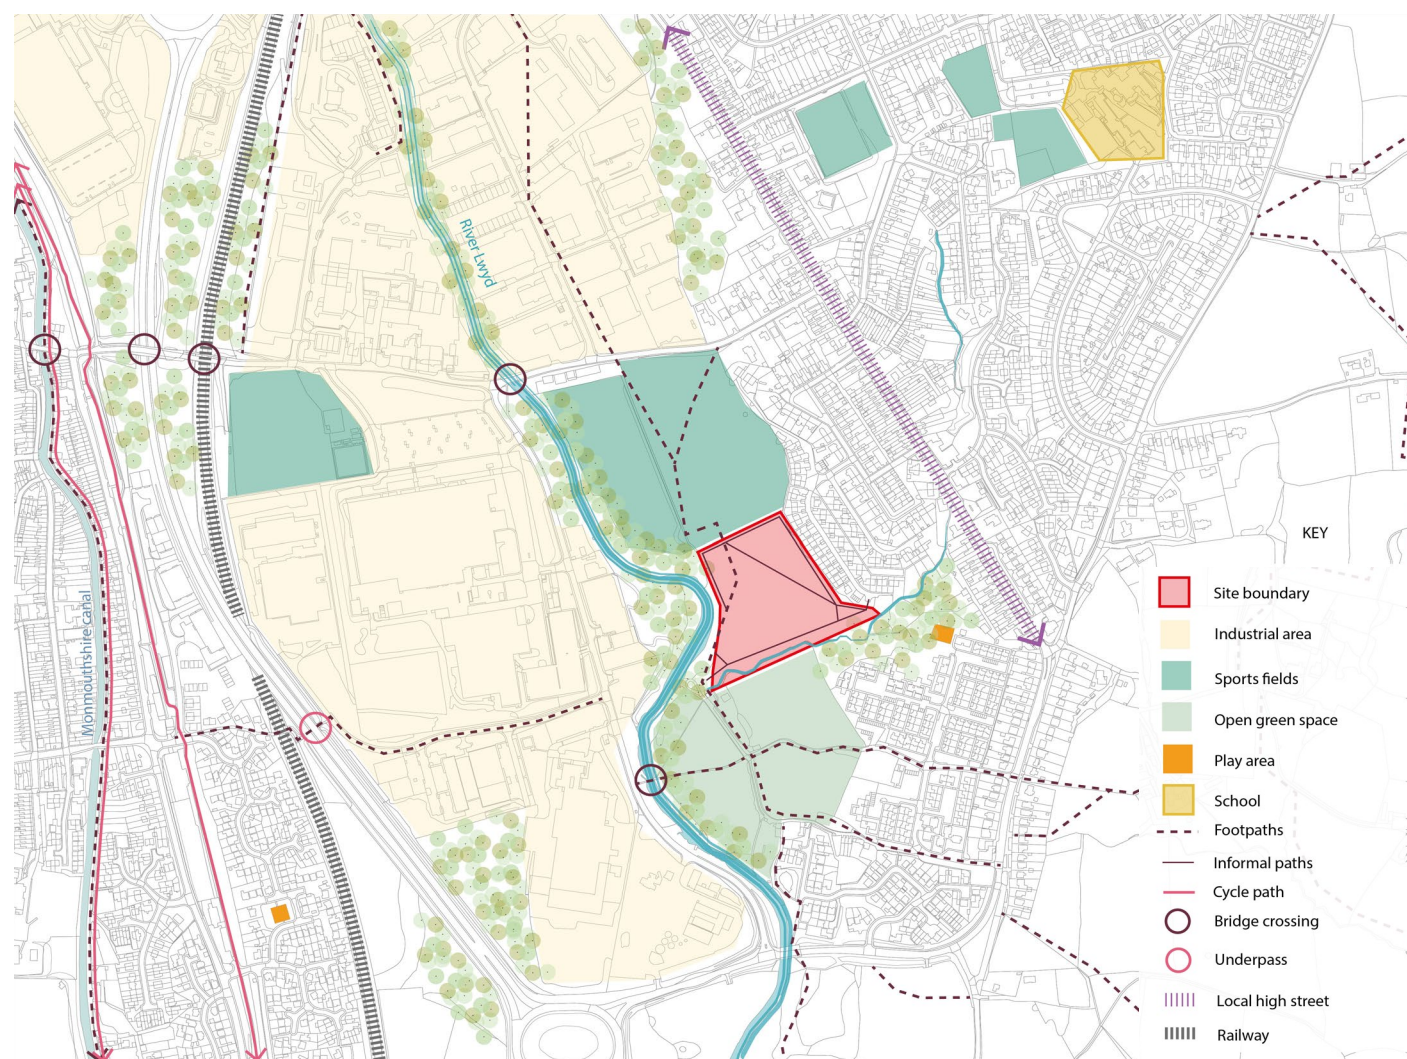 River Lwyd
Monmouthshire canal
KEY
Site boundary
Industrial area
Sports fields
Open green space
Play area
School
Footpaths
Informal paths
Cycle path
Bridge crossing
Underpass
Local high street
Railway